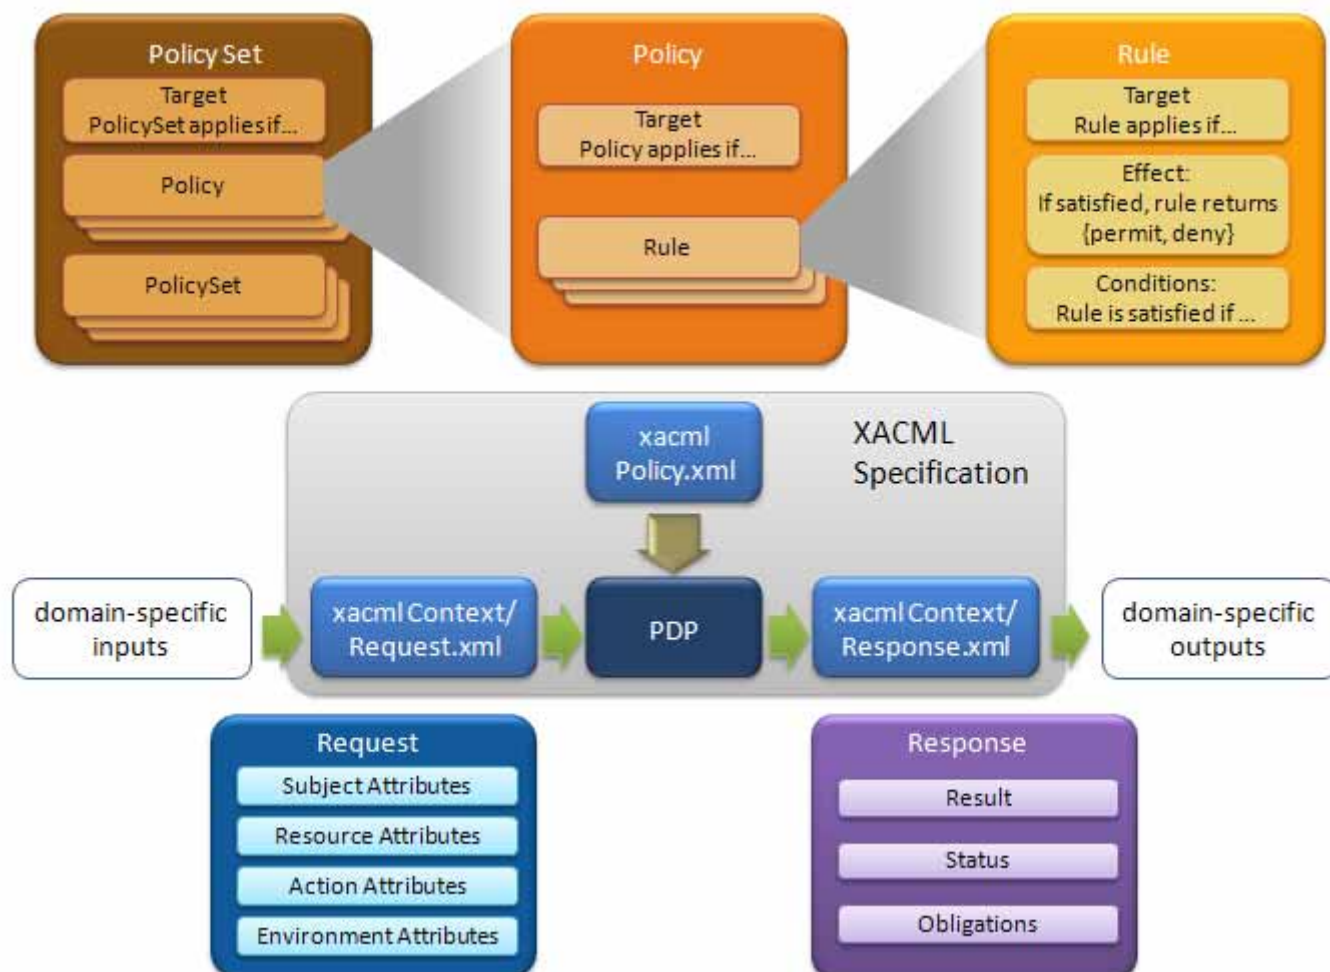 Policy Set
Target
PolicySet applies if...
Policy
PolicySet
Policy
Target
Policy applies if...
Rule
Rule
Target
Rule applies if...
Effect:
If satisfied, rule returns
{permit, deny}
Conditions:
Rule is satisfied if ...
xacml
Policy.xml
XACML
Specification
domain-specific
inputs
xacml Context/
Request.xml
PDP
xacml Context/
Response.xml
domain-specific
outputs
Request
Subject Attributes
Resource Attributes
Action Attributes
Environment Attributes
Response
Result
Status
Obligations